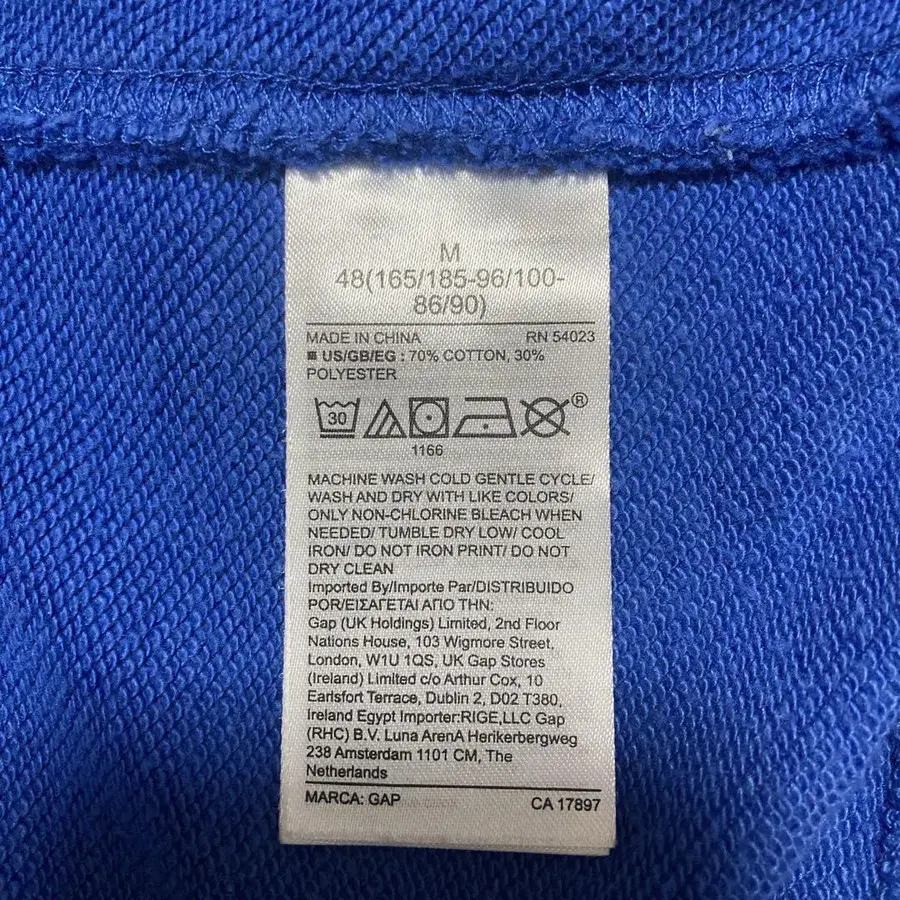 M
48(165/185-96/100-
86/90)
MADE IN CHINA RN 54023
US/GB/EG : 70% COTTON, 30%
POLYESTER
30 ®
1166
MACHINE WASH COLD GENTLE CYCLE/
WASH AND DRY WITH LIKE COLORS/
ONLY NON-CHLORINE BLEACH WHEN
NEEDED/ TUMBLE DRY LOW/ COOL
IRON/ DO NOT IRON PRINT/ DO NOT
DRY CLEAN
Imported By/Importe Par/DISTRIBUIDO
POR/ΕΙΣΑΓΕΤΑΙ ΑΠΟ ΤΗΝ:
Gap (UK Holdings) Limited, 2nd Floor
Nations House, 103 Wigmore Street,
London, W1U 1QS, UK Gap Stores
(Ireland) Limited c/o Arthur Cox, 10
Earlsfort Terrace, Dublin 2, D02 T380,
Ireland Egypt Importer:RIGE,LLC Gap
(RHC) B.V. Luna ArenA Herikerbergweg
238 Amsterdam 1101 CM, The
Netherlands
MARCA: GAP CA 17897